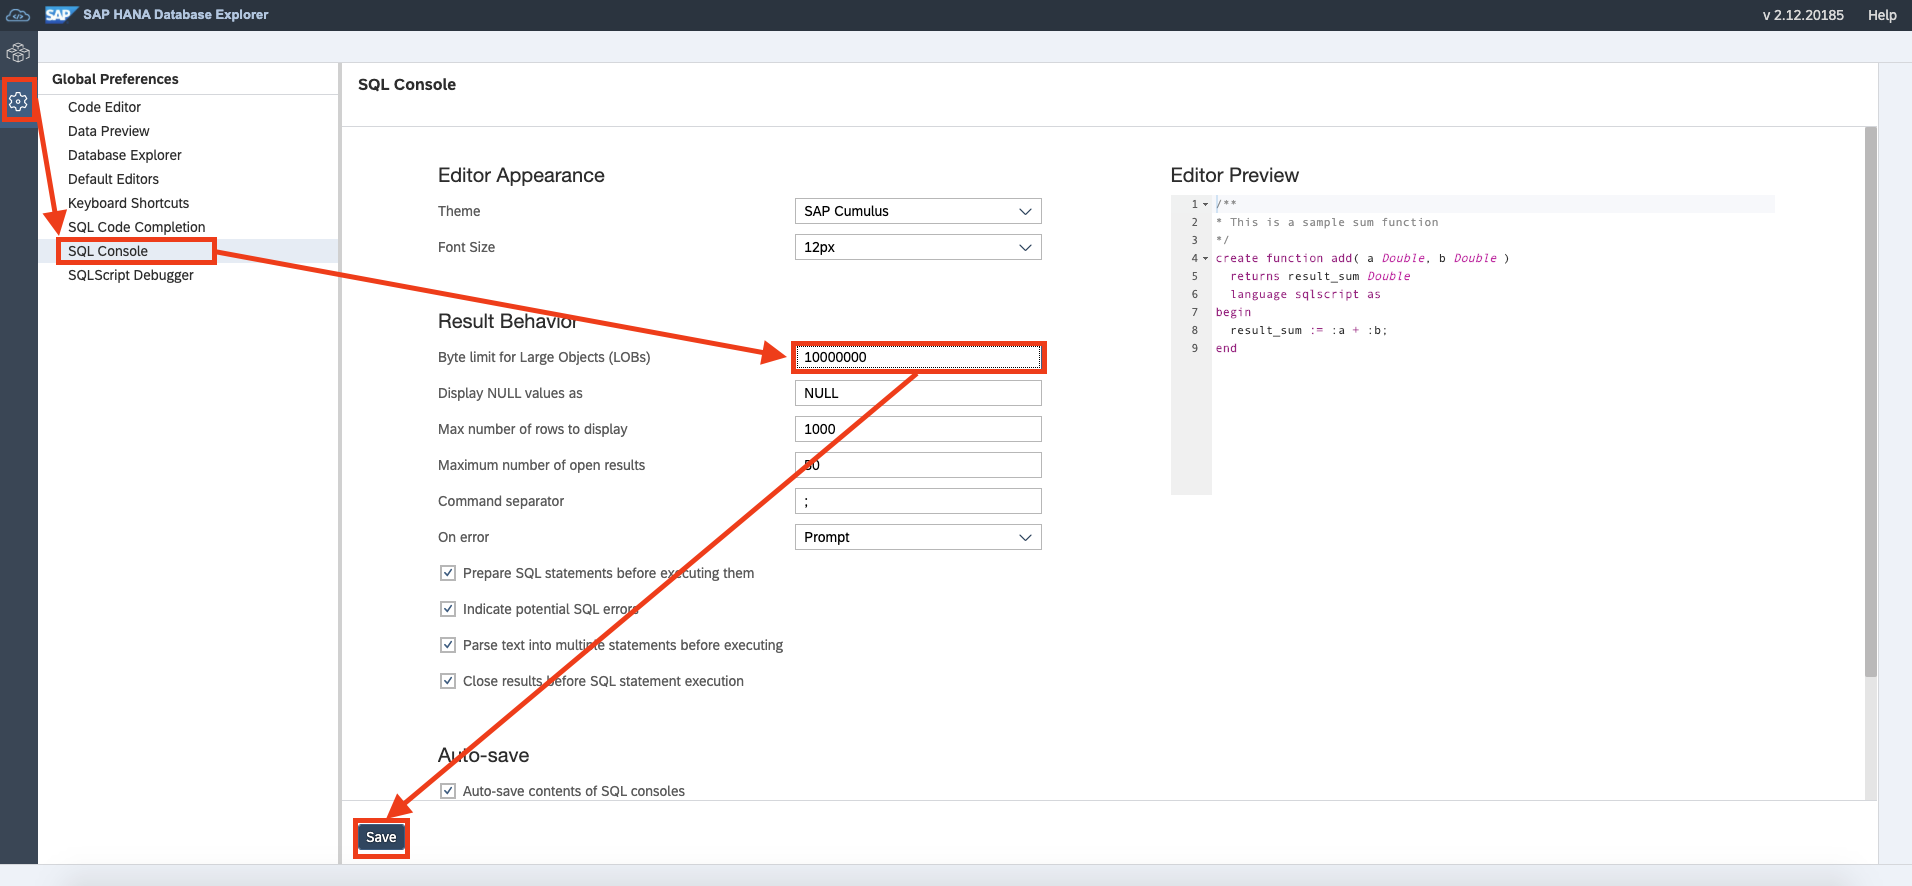 SAP SAP HANA Database Explorer
v 2.12.20185 Help
Global Preferences
Code Editor
Data Preview
Database Explorer
Default Editors
Keyboard Shortcuts
SQL Code Completion
SQL Console
SQLScript Debugger
SQL Console
Editor Appearance
Theme SAP Cumulus
Font Size 12px
Result Behavior
Byte limit for Large Objects (LOBs) 10000000
Display NULL values as NULL
Max number of rows to display 1000
Maximum number of open results 50
Command separator ;
On error Prompt
Prepare SQL statements before executing them
Indicate potential SQL errors
Parse text into multiple statements before executing
Close results before SQL statement execution
Auto-save
Auto-save contents of SQL consoles
Save
Editor Preview
1 /**
2 * This is a sample sum function
3 */
4 create function add( a Double, b Double )
5 returns result_sum Double
6 language sqlscript as
7 begin
8 result_sum := :a + :b;
9 end